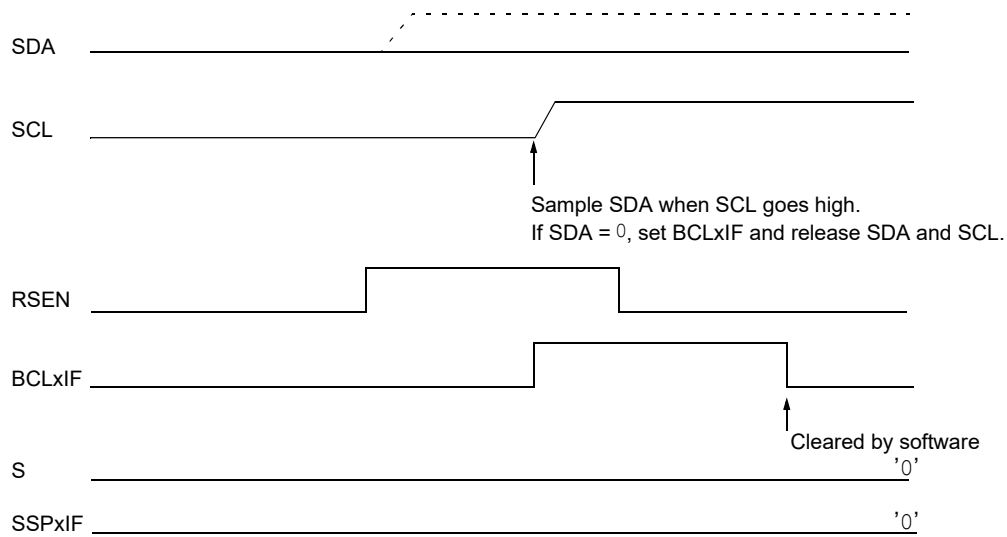 SDA
SCL
Sample SDA when SCL goes high.
If SDA = 0, set BCLxIF and release SDA and SCL.
RSEN
BCLxIF
Cleared by software
S
'0'
SSPxIF
'0'